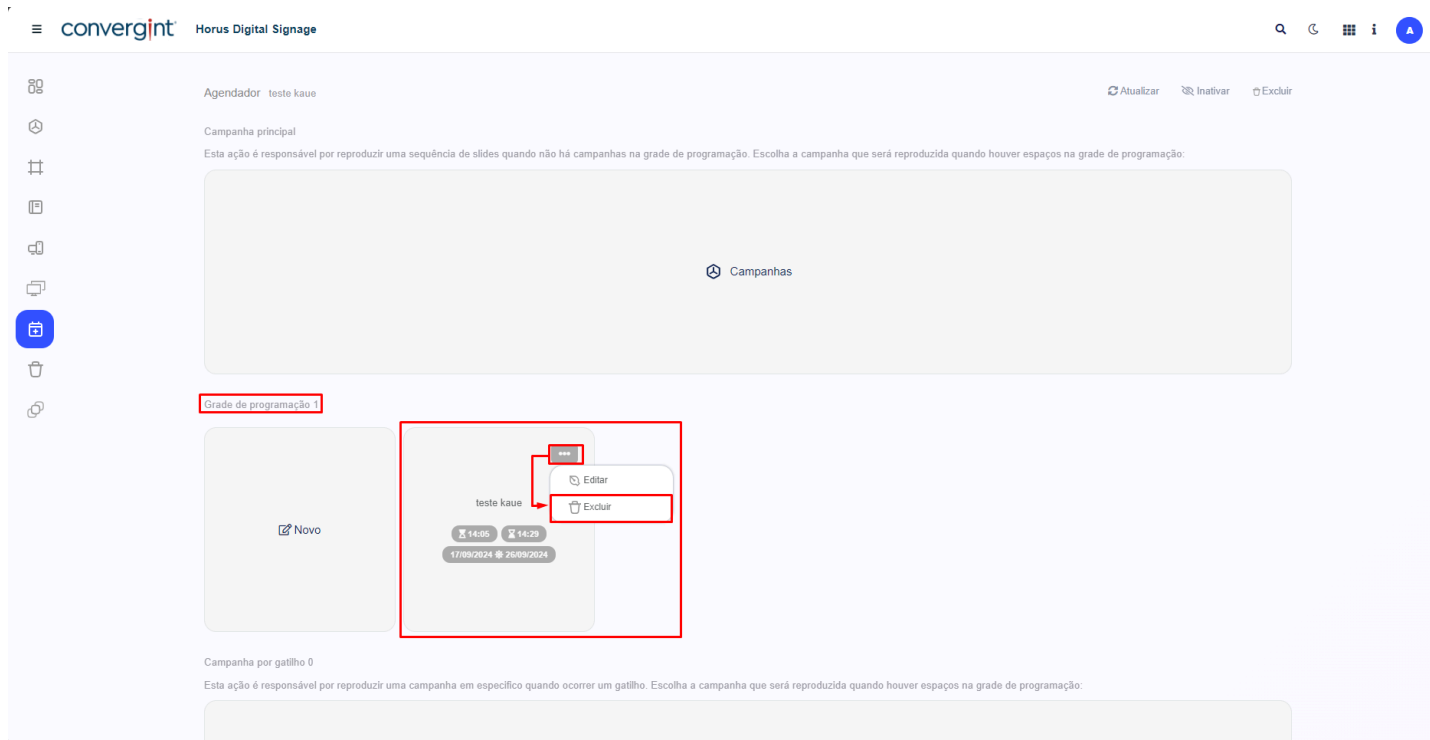 convergint Horus Digital Signage i A
Agendador teste kaue Atualizar Inativar Excluir
Campanha principal
Esta ação é responsável por reproduzir uma sequência de slides quando não há campanhas na grade de programação. Escolha a campanha que será reproduzida quando houver espaços na grade de programação:
Campanhas
Grade de programação 1
Novo
teste kaue
14:05 14:29
17/09/2024 26/09/2024
Editar
Excluir
Campanha por gatilho 0
Esta ação é responsável por reproduzir uma campanha em especifico quando ocorrer um gatilho. Escolha a campanha que será reproduzida quando houver espaços na grade de programação: